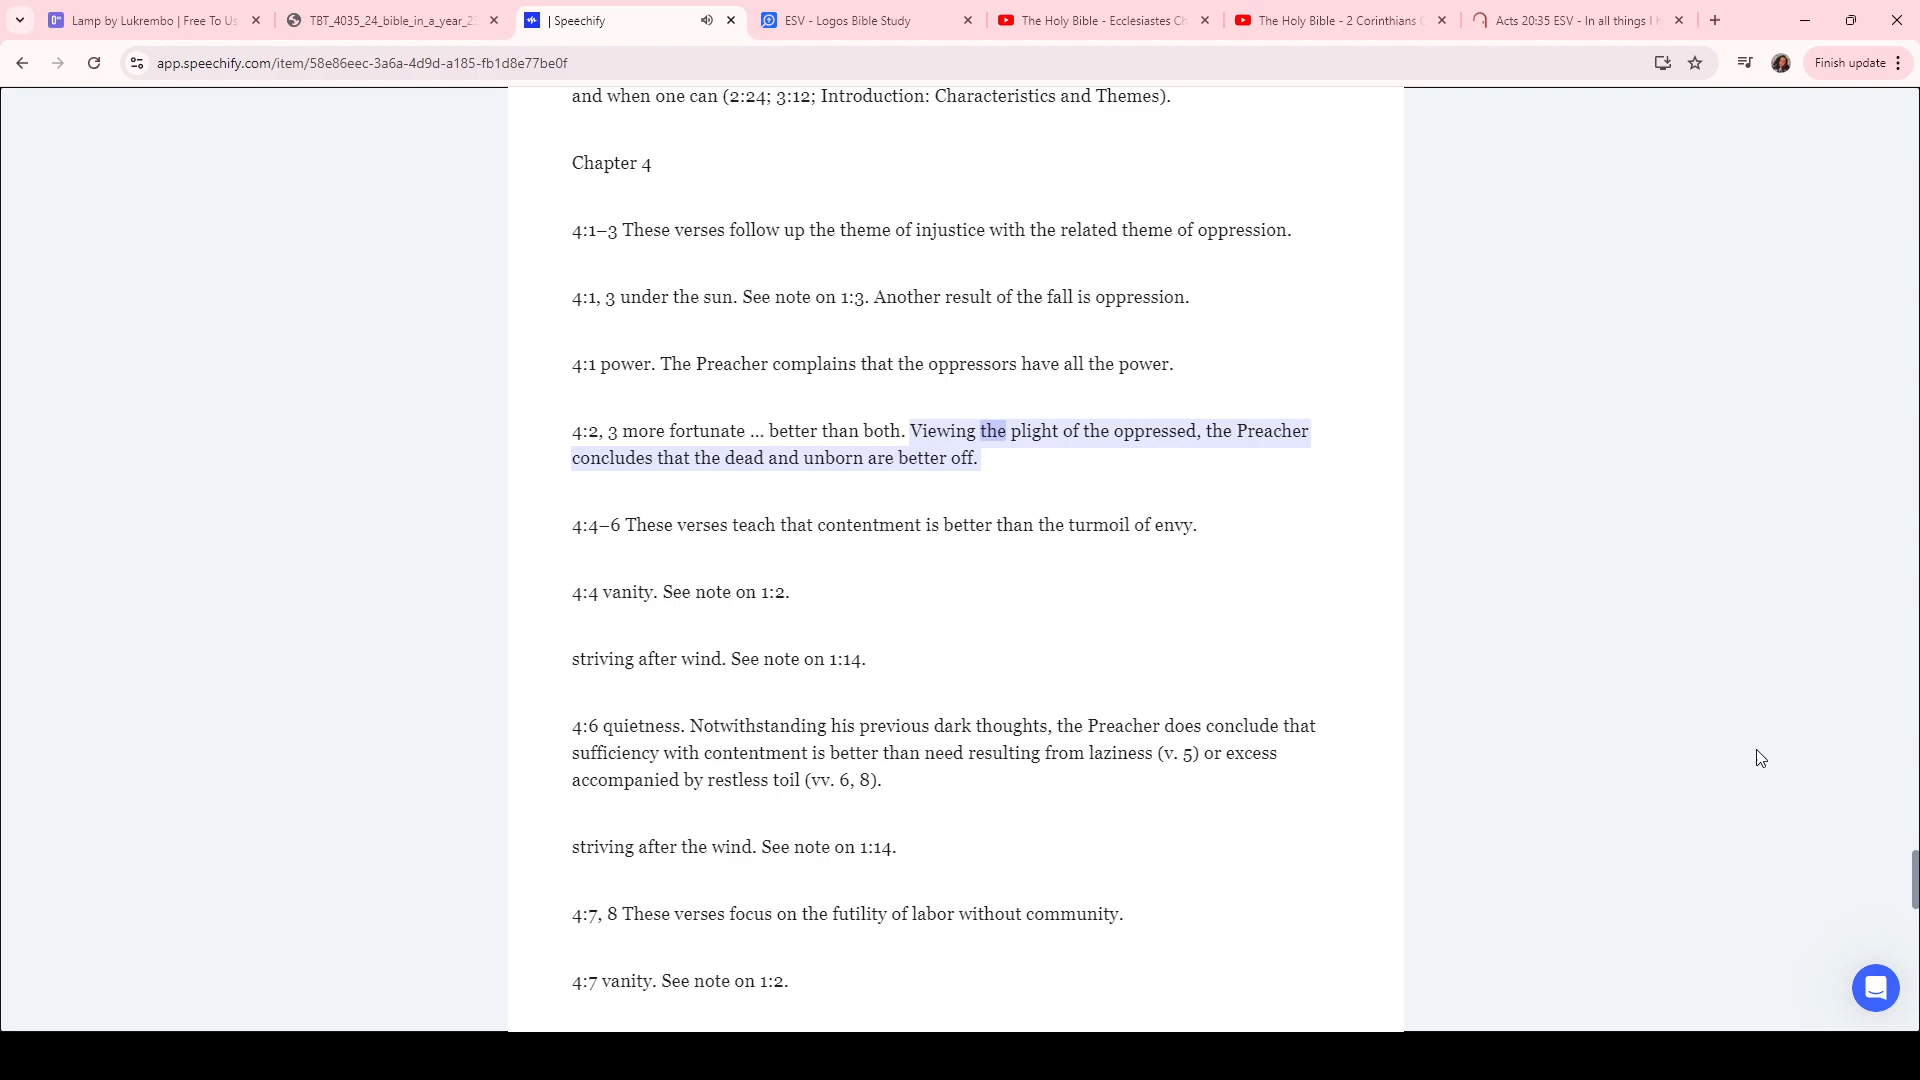 Lamp by Lukrembo | Free To Us
TBT_4035_24_bible_in_a_year_2
| Speechify
ESV - Logos Bible Study
The Holy Bible - Ecclesiastes Ch
The Holy Bible - 2 Corinthians C
Acts 20:35 ESV - In all things I h
app.speechify.com/item/58e86eec-3a6a-4d9d-a185-fb1d8e77be0f
Finish update
and when one can (2:24; 3:12; Introduction: Characteristics and Themes).
Chapter 4
4:1–3 These verses follow up the theme of injustice with the related theme of oppression.
4:1, 3 under the sun. See note on 1:3. Another result of the fall is oppression.
4:1 power. The Preacher complains that the oppressors have all the power.
4:2, 3 more fortunate ... better than both. Viewing the plight of the oppressed, the Preacher
concludes that the dead and unborn are better off.
4:4–6 These verses teach that contentment is better than the turmoil of envy.
4:4 vanity. See note on 1:2.
striving after wind. See note on 1:14.
4:6 quietness. Notwithstanding his previous dark thoughts, the Preacher does conclude that
sufficiency with contentment is better than need resulting from laziness (v. 5) or excess
accompanied by restless toil (vv. 6, 8).
striving after the wind. See note on 1:14.
4:7, 8 These verses focus on the futility of labor without community.
4:7 vanity. See note on 1:2.